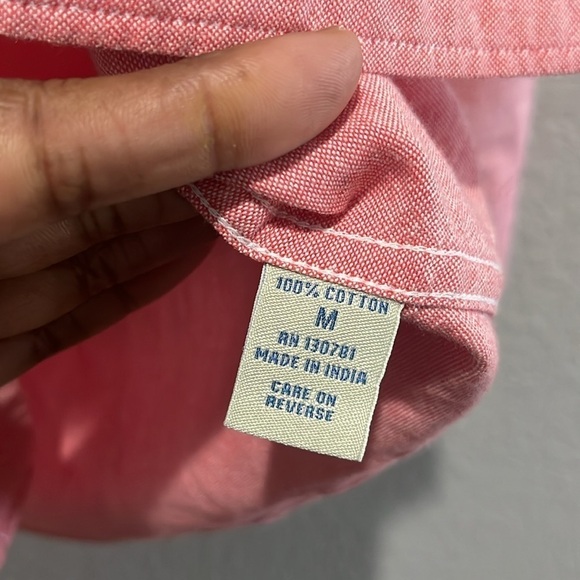 100% COTTON
M
RN 130781
MADE IN INDIA
CARE ON
REVERSE